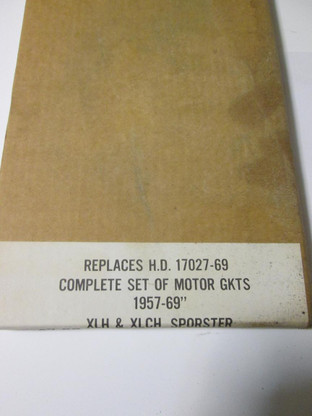 REPLACES H.D. 17027-69
COMPLETE SET OF MOTOR GKTS
1957-69"
XLH & XLCH SPORSTER